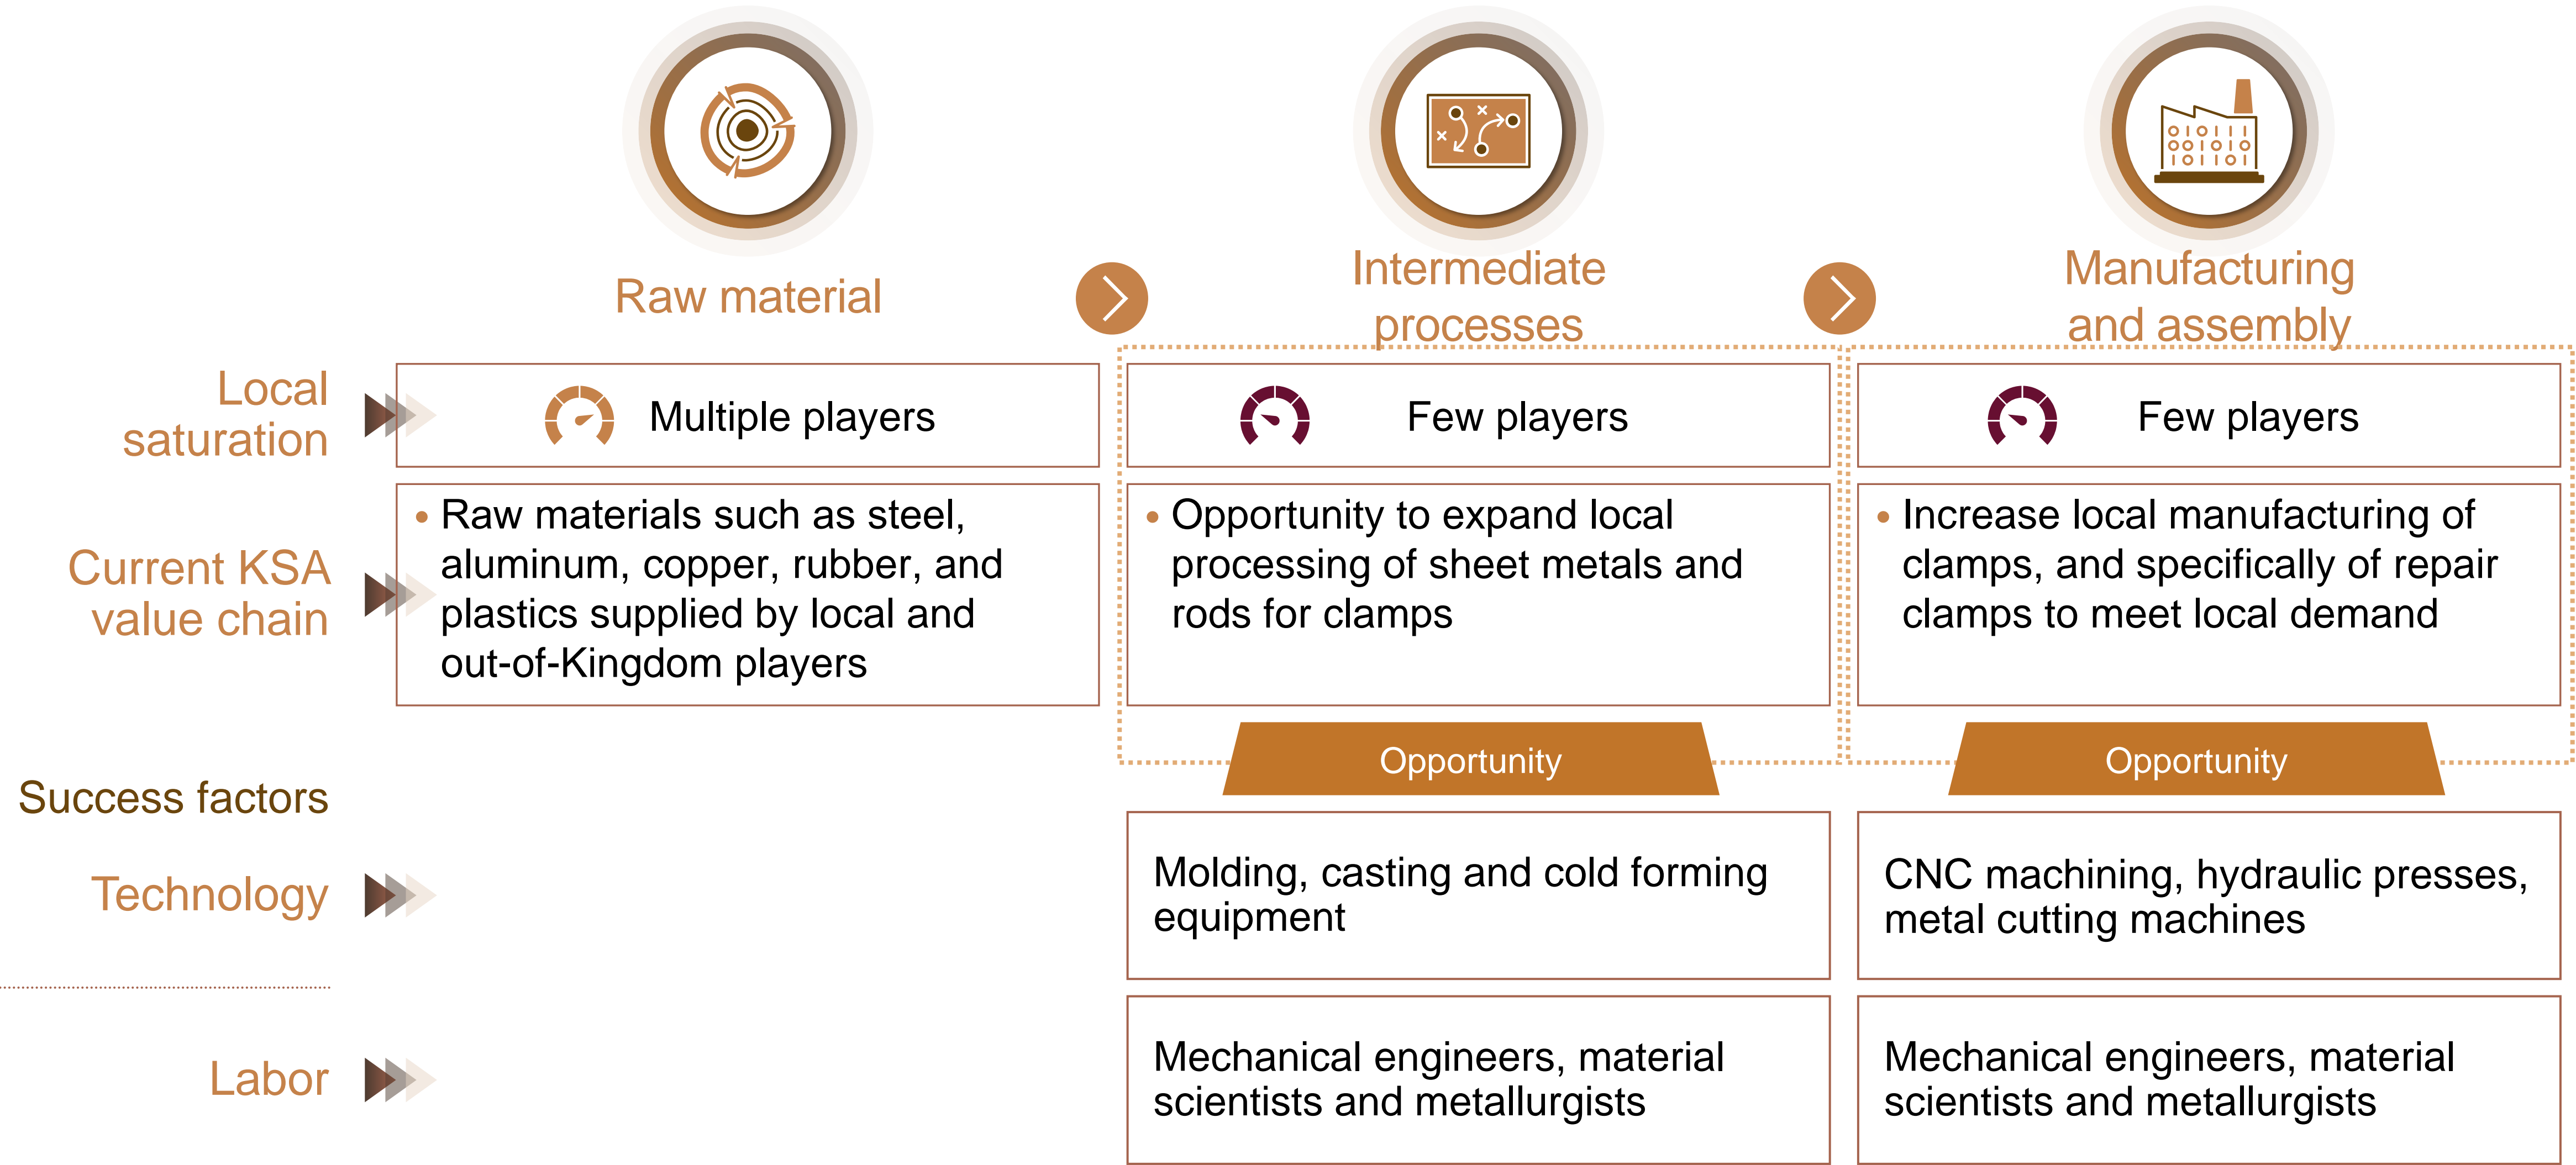 Raw material
Intermediate
processes
Manufacturing
and assembly
Local
saturation
Multiple players
Few players
Few players
Current KSA
value chain
• Raw materials such as steel,
aluminum, copper, rubber, and
plastics supplied by local and
out-of-Kingdom players
• Opportunity to expand local
processing of sheet metals and
rods for clamps
• Increase local manufacturing of
clamps, and specifically of repair
clamps to meet local demand
Opportunity
Opportunity
Success factors
Technology
Molding, casting and cold forming
equipment
CNC machining, hydraulic presses,
metal cutting machines
Labor
Mechanical engineers, material
scientists and metallurgists
Mechanical engineers, material
scientists and metallurgists